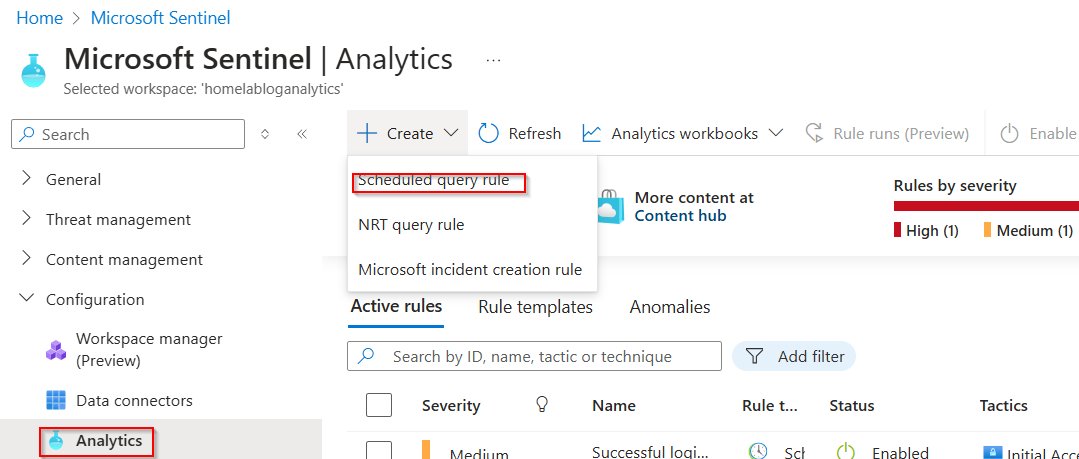 Home > Microsoft Sentinel
Microsoft Sentinel | Analytics ...
Selected workspace: 'homelabloganalytics'
Search
Create
Refresh
Analytics workbooks
Rule runs (Preview)
Enable
General
Threat management
Content management
Configuration
Workspace manager
(Preview)
Data connectors
Analytics
Scheduled query rule
NRT query rule
Microsoft incident creation rule
More content at
Content hub
Rules by severity
High (1)
Medium (1)
Active rules
Rule templates
Anomalies
Search by ID, name, tactic or technique
Add filter
Severity
Name
Rule t...
Status
Tactics
Medium
Successful logi...
Sch
Enabled
Initial Acce